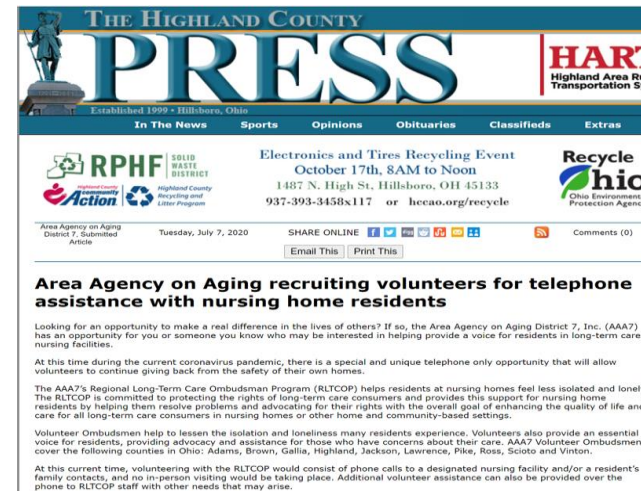 THE HIGHLAND COUNTY
PRESS
Established 1999 • Hillsboro, Ohio
HART
Highland Area Ru
Transportation S
In The News Sports Opinions Obituaries Classifieds Extras
RPHF SOLID WASTE DISTRICT
Highland County community Action
Highland County Recycling and Litter Program
Electronics and Tires Recycling Event
October 17th, 8AM to Noon
1487 N. High St, Hillsboro, OH 45133
937-393-3458x117 or hccao.org/recycle
Recycle
Ohio
Ohio Environment
Protection Agenc
Area Agency on Aging
District 7, Submitted
Article
Tuesday, July 7, 2020
SHARE ONLINE
Comments (0)
Email This Print This
Area Agency on Aging recruiting volunteers for telephone
assistance with nursing home residents
Looking for an opportunity to make a real difference in the lives of others? If so, the Area Agency on Aging District 7, Inc. (AAA7)
has an opportunity for you or someone you know who may be interested in helping provide a voice for residents in long-term care
nursing facilities.
At this time during the current coronavirus pandemic, there is a special and unique telephone only opportunity that will allow
volunteers to continue giving back from the safety of their own homes.
The AAA7's Regional Long-Term Care Ombudsman Program (RLTCOP) helps residents at nursing homes feel less isolated and lonel
The RLTCOP is committed to protecting the rights of long-term care consumers and provides this support for nursing home
residents by helping them resolve problems and advocating for their rights with the overall goal of enhancing the quality of life and
care for all long-term care consumers in nursing homes or other home and community-based settings.
Volunteer Ombudsmen help to lessen the isolation and loneliness many residents experience. Volunteers also provide an essential
voice for residents, providing advocacy and assistance for those who have concerns about their care. AAA7 Volunteer Ombudsmen
cover the following counties in Ohio: Adams, Brown, Gallia, Highland, Jackson, Lawrence, Pike, Ross, Scioto and Vinton.
At this current time, volunteering with the RLTCOP would consist of phone calls to a designated nursing facility and/or a resident's
family contacts, and no in-person visiting would be taking place. Additional volunteer assistance can also be provided over the
phone to RLTCOP staff with other needs that may arise.